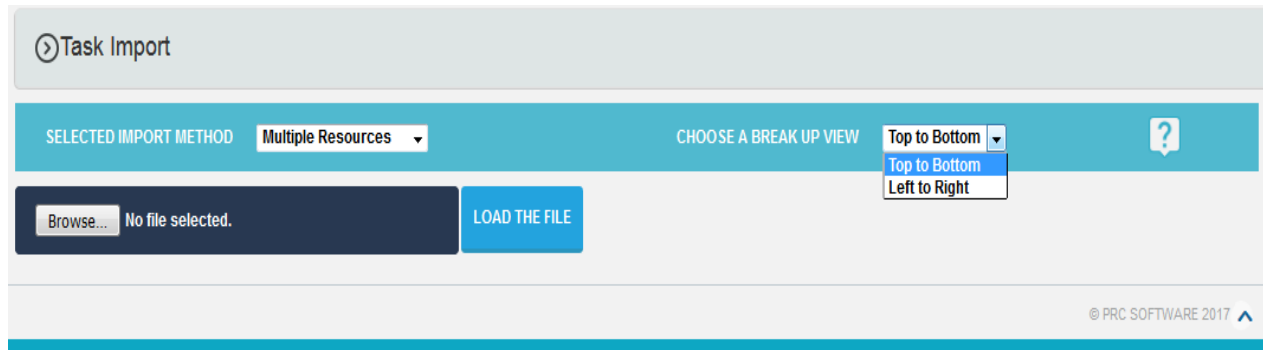 Task Import
SELECTED IMPORT METHOD Multiple Resources CHOOSE A BREAK UP VIEW Top to Bottom ?
Top to Bottom
Left to Right
Browse... No file selected. LOAD THE FILE
© PRC SOFTWARE 2017